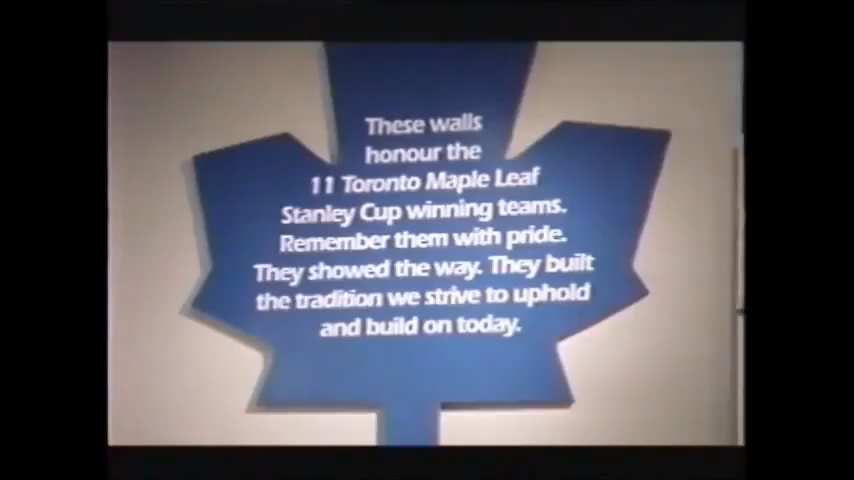 These walls
honour the
11 Toronto Maple Leaf
Stanley Cup winning teams.
Remember them with pride.
They showed the way. They built
the tradition we strive to uphold
and build on today.